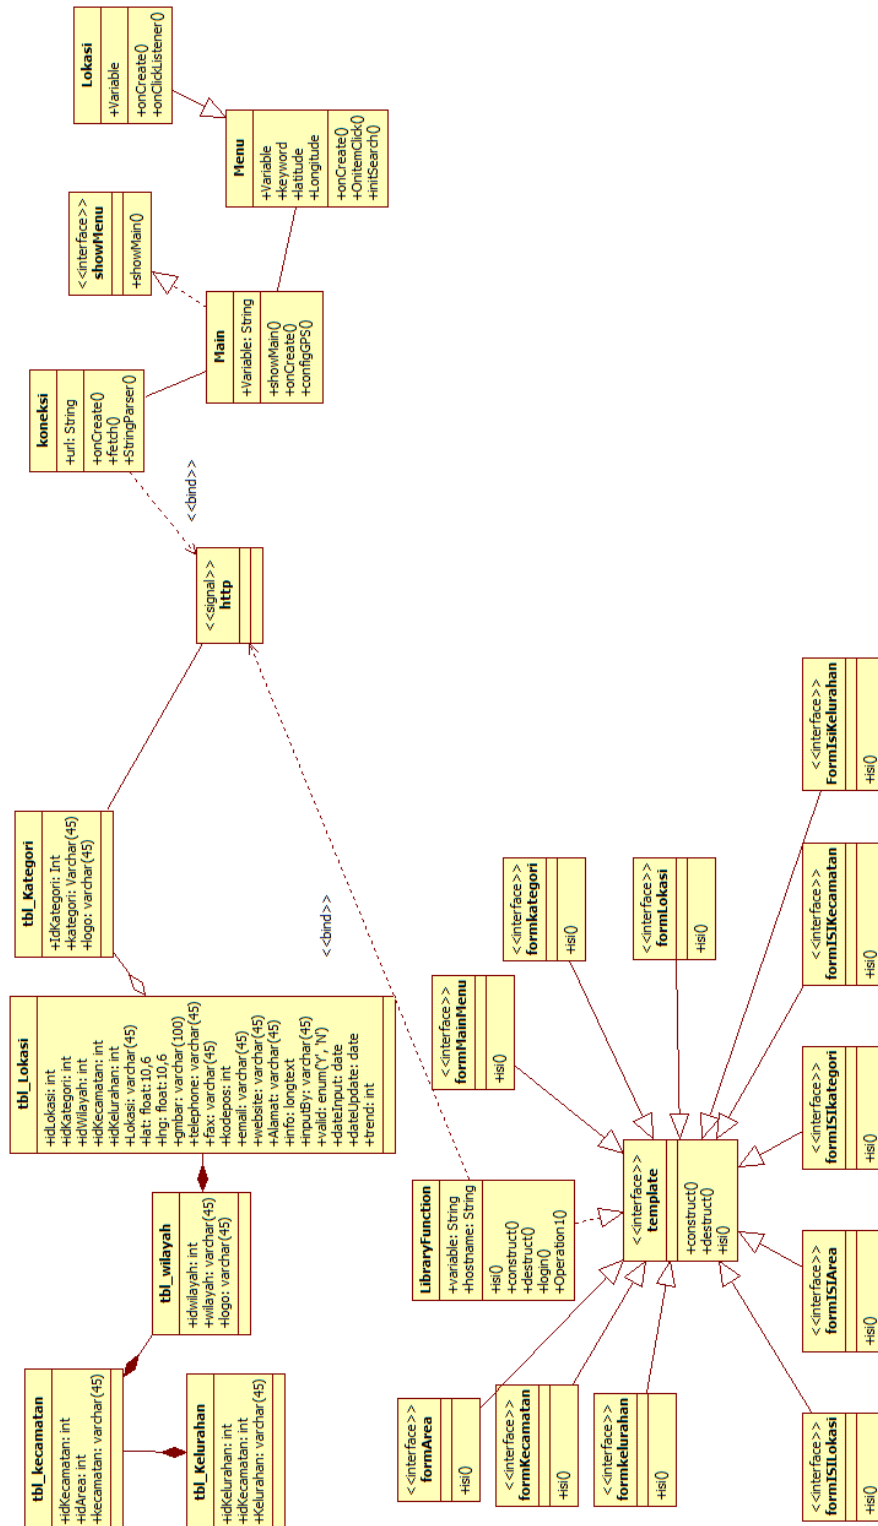 Lokasi
+Variable
+onCreate()
+onClickListener()
Menu
+Variable
+keyword
+latitude
+Longitude
+onCreate()
+OnitemClick()
+initSearch()
<<interface>>
showMenu
+showMain()
Main
+Variable: String
+showMain()
+onCreate()
+configGPS()
koneksi
+url: String
+onCreate()
+fetch()
+StringParser()
<<bind>>
<<signal>>
http
tbl_Kategori
+IdKategori: Int
+kategori: Varchar(45)
+logo: varchar(45)
<<bind>>
tbl_Lokasi
+idLokasi: int
+idKategori: int
+idWilayah: int
+idKecamatan: int
+idKelurahan: int
+Lokasi: varchar(45)
+lat: float:10,6
+lng: float:10,6
+gmbar: varchar(100)
+telephone: varchar(45)
+fax: varchar(45)
+kodepos: int
+email: varchar(45)
+website: varchar(45)
+Alamat: varchar(45)
+info: longtext
+inputBy: varchar(45)
+valid: enum('Y', 'N')
+dateInput: date
+dateUpdate: date
+trend: int
tbl_wilayah
+idwilayah: int
+wilayah: varchar(45)
+logo: varchar(45)
tbl_kecamatan
+idKecamatan: int
+idArea: int
+kecamatan: varchar(45)
tbl_Kelurahan
+idKelurahan: int
+idKecamatan: int
+Kelurahan: varchar(45)
<<interface>>
FormIsiKelurahan
+isi()
<<interface>>
formISIKecamatan
+isi()
<<interface>>
formkategori
+isi()
<<interface>>
formLokasi
+isi()
<<interface>>
formMainMenu
+isi()
<<interface>>
formISIkategori
+isi()
LibraryFunction
+variable: String
+hostname: String
+isi()
+construct()
+destruct()
+login()
+Operation1()
<<interface>>
template
+construct()
+destruct()
+isi()
<<interface>>
formISIArea
+isi()
<<interface>>
formArea
+isi()
<<interface>>
formKecamatan
+isi()
<<interface>>
formkelurahan
+isi()
<<interface>>
formISILokasi
+isi()